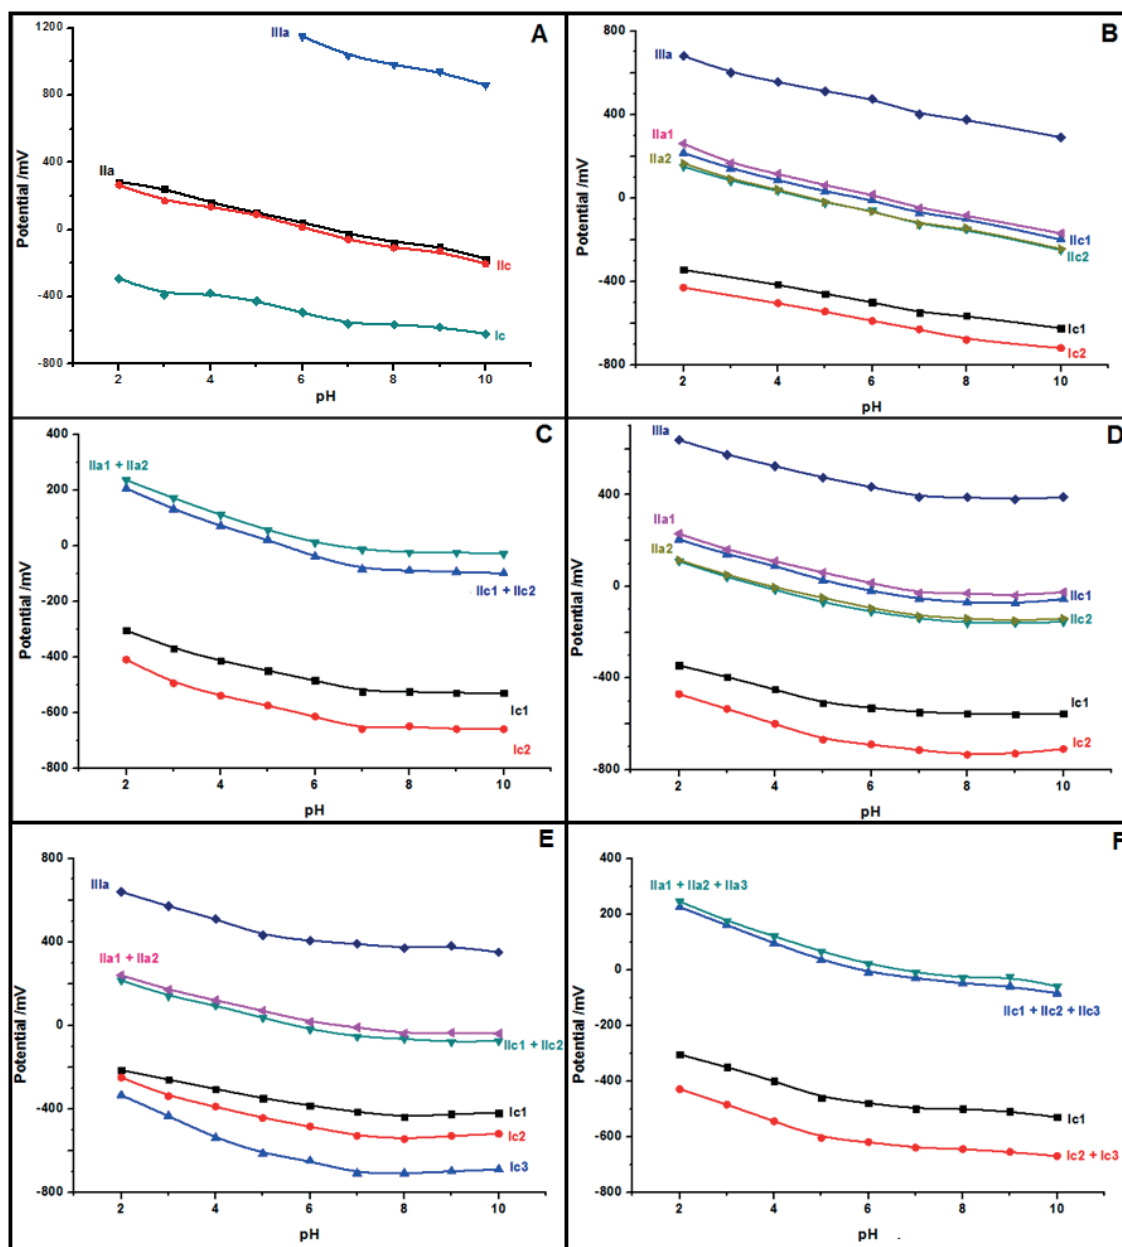 A
IIIa
IIa
IIc
Ic
1200
800
400
0
-400
-800
2 4 6 8 10
Potential /mV
pH
B
IIIa
IIa1
IIa2
IIc1
IIc2
Ic1
Ic2
800
400
0
-400
-800
2 4 6 8 10
Potential /mV
pH
C
IIa1 + IIa2
IIc1 + IIc2
Ic1
Ic2
400
200
0
-200
-400
-600
-800
2 4 6 8 10
Potential /mV
pH
D
IIIa
IIa1
IIa2
IIc1
IIc2
Ic1
Ic2
400
0
-400
-800
2 4 6 8 10
Potential /mV
pH
E
IIIa
IIa1 + IIa2
IIc1 + IIc2
Ic1
Ic2
Ic3
800
400
0
-400
-800
2 4 6 8 10
Potential /mV
pH
F
IIa1 + IIa2 + IIa3
IIc1 + IIc2 + IIc3
Ic1
Ic2 + Ic3
400
200
0
-200
-400
-600
-800
2 4 6 8 10
Potential /mV
pH